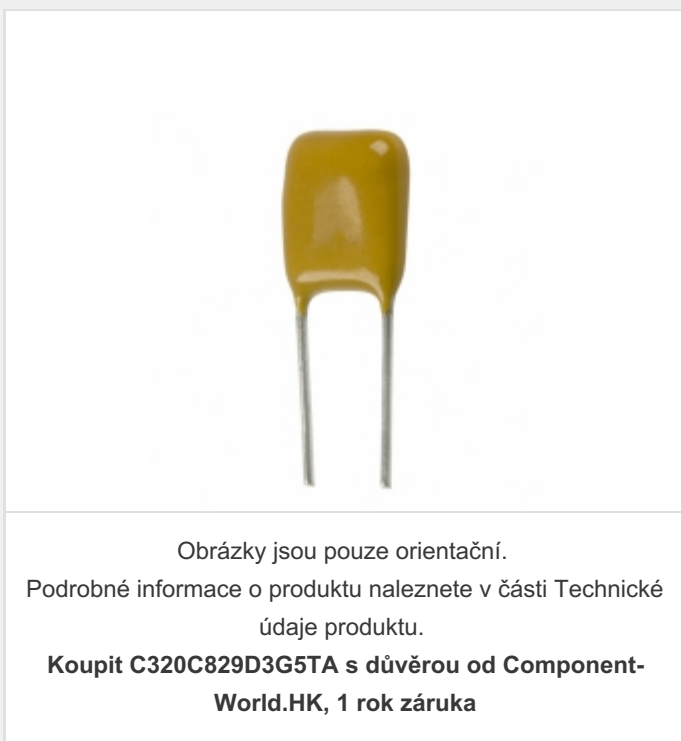 Obrázky jsou pouze orientační.
Podrobné informace o produktu naleznete v části Technické
údaje produktu.
Koupit C320C829D3G5TA s důvěrou od Component-
World.HK, 1 rok záruka